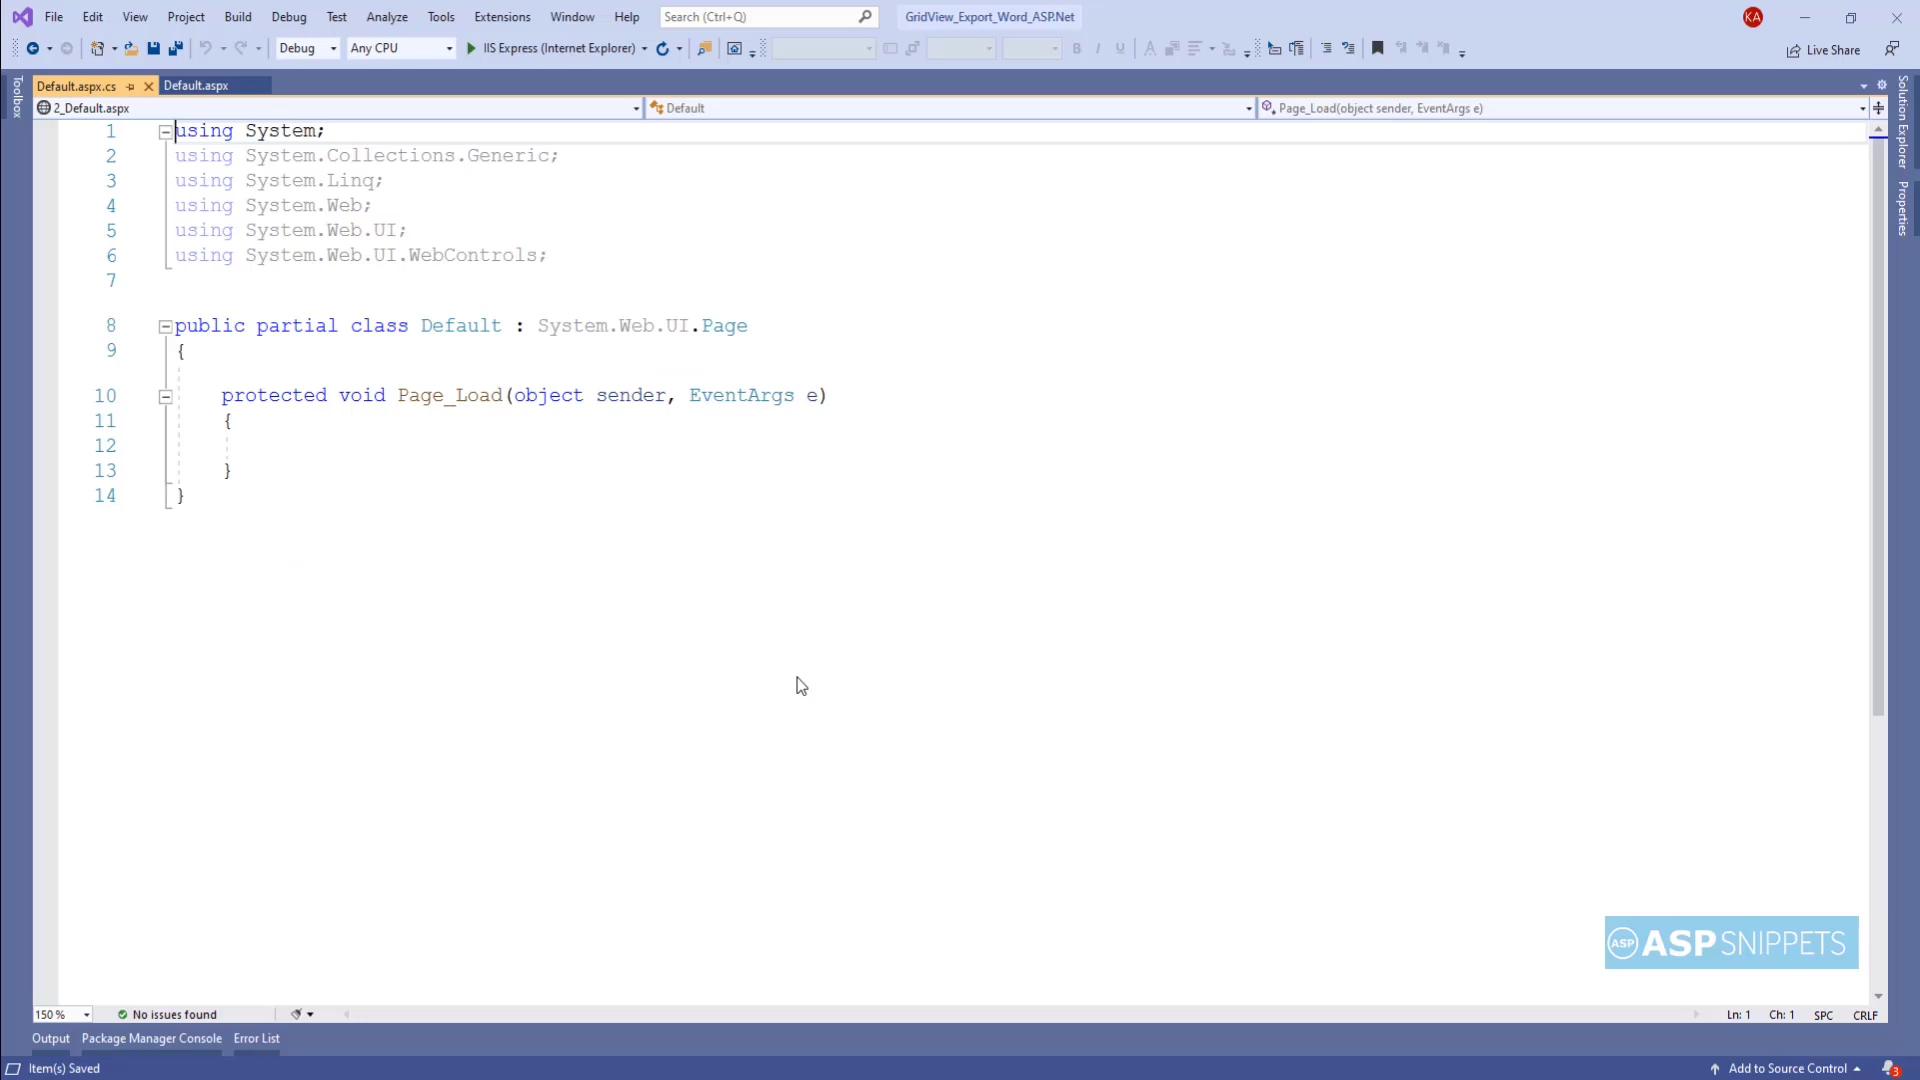 File Edit View Project Build Debug Test Analyze Tools Extensions Window Help Search (Ctrl+Q) GridView_Export_Word_ASP.Net KA
Debug Any CPU IIS Express (Internet Explorer) Live Share
Default.aspx.cs Default.aspx
2_Default.aspx Default Page_Load(object sender, EventArgs e)
Toolbox
Solution Explorer
Properties
1 using System;
2 using System.Collections.Generic;
3 using System.Linq;
4 using System.Web;
5 using System.Web.UI;
6 using System.Web.UI.WebControls;
7
8 public partial class Default : System.Web.UI.Page
9 {
10 protected void Page_Load(object sender, EventArgs e)
11 {
12
13 }
14 }
ASP ASPSNIPPETS
150 % No issues found Ln: 1 Ch: 1 SPC CRLF
Output Package Manager Console Error List
Item(s) Saved Add to Source Control 3